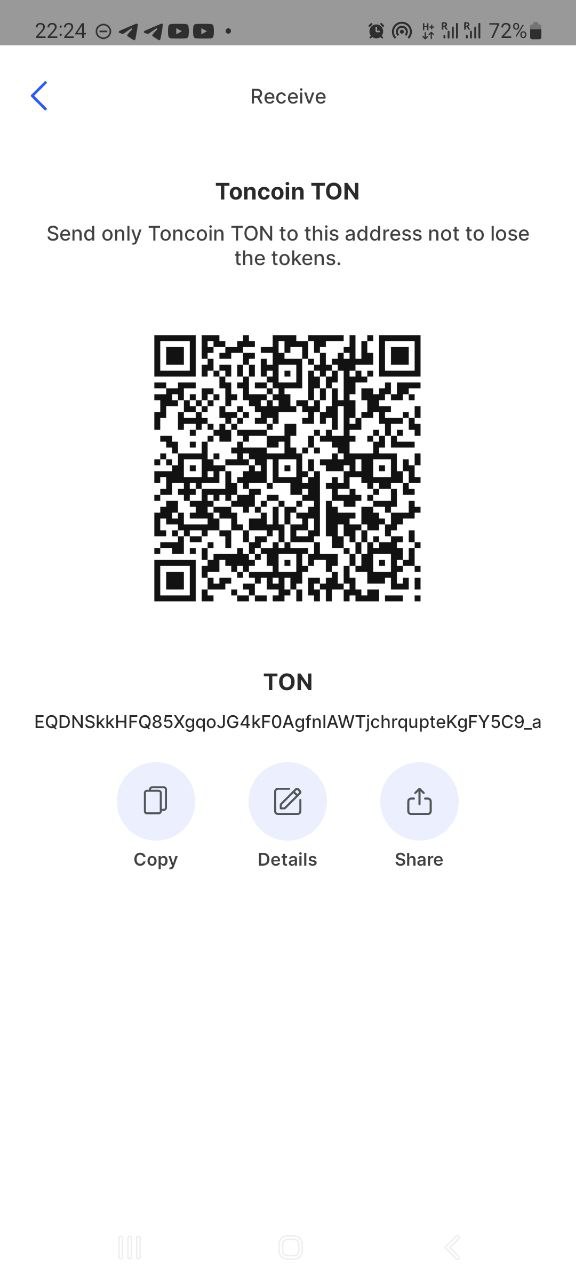 22:24
72%
Receive
Toncoin TON
Send only Toncoin TON to this address not to lose
the tokens.
TON
EQDNSkkHFQ85XgqoJG4kF0AgfnIAWTjchrqupteKgFY5C9_a
Copy
Details
Share